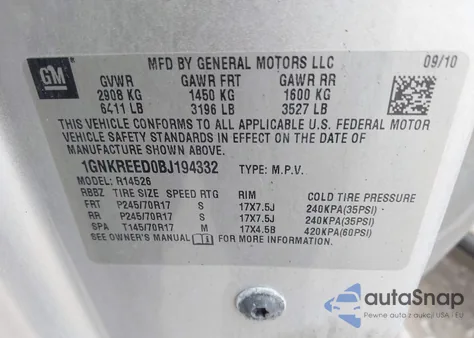 GM
MFD BY GENERAL MOTORS LLC 09/10
GVWR GAWR FRT GAWR RR
2908 KG 1450 KG 1600 KG
6411 LB 3196 LB 3527 LB
THIS VEHICLE CONFORMS TO ALL APPLICABLE U.S. FEDERAL MOTOR
VEHICLE SAFETY STANDARDS IN EFFECT ON THE DATE OF
MANUFACTURE SHOWN ABOVE.
1GNKREED0BJ194332 TYPE: M.P.V.
MODEL: R14526
RBBZ TIRE SIZE SPEED RTG RIM COLD TIRE PRESSURE
FRT P245/70R17 S 17X7.5J 240KPA(35PSI)
RR P245/70R17 S 17X7.5J 240KPA(35PSI)
SPA T145/70R17 M 17X4.5B 420KPA(60PSI)
SEE OWNER'S MANUAL FOR MORE INFORMATION.
autoSnap
Pewne auto z USA i EU